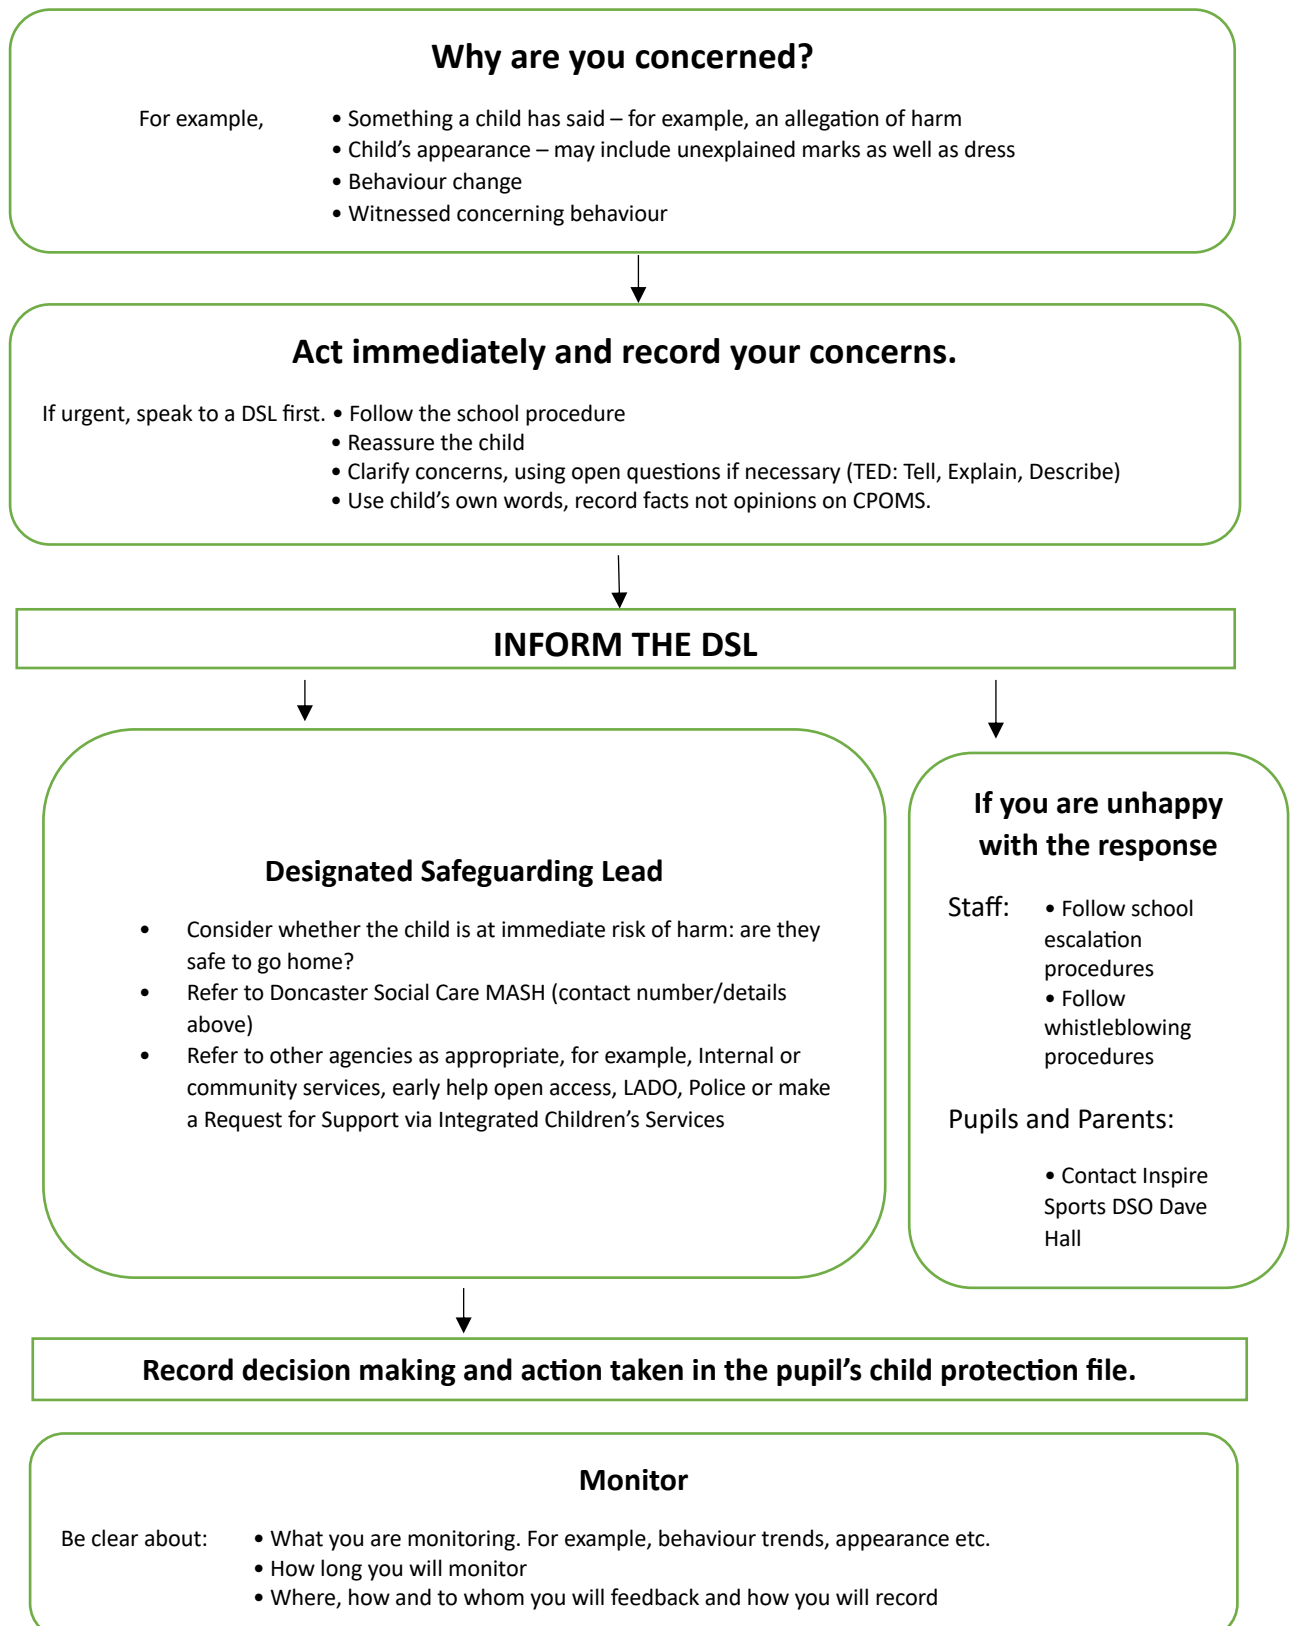 Why are you concerned?
For example, • Something a child has said – for example, an allegation of harm
• Child's appearance – may include unexplained marks as well as dress
• Behaviour change
• Witnessed concerning behaviour
Act immediately and record your concerns.
If urgent, speak to a DSL first. • Follow the school procedure
• Reassure the child
• Clarify concerns, using open questions if necessary (TED: Tell, Explain, Describe)
• Use child's own words, record facts not opinions on CPOMS.
INFORM THE DSL
Designated Safeguarding Lead
• Consider whether the child is at immediate risk of harm: are they
safe to go home?
• Refer to Doncaster Social Care MASH (contact number/details
above)
• Refer to other agencies as appropriate, for example, Internal or
community services, early help open access, LADO, Police or make
a Request for Support via Integrated Children's Services
If you are unhappy
with the response
Staff: • Follow school
escalation
procedures
• Follow
whistleblowing
procedures
Pupils and Parents:
• Contact Inspire
Sports DSO Dave
Hall
Record decision making and action taken in the pupil's child protection file.
Monitor
Be clear about: • What you are monitoring. For example, behaviour trends, appearance etc.
• How long you will monitor
• Where, how and to whom you will feedback and how you will record